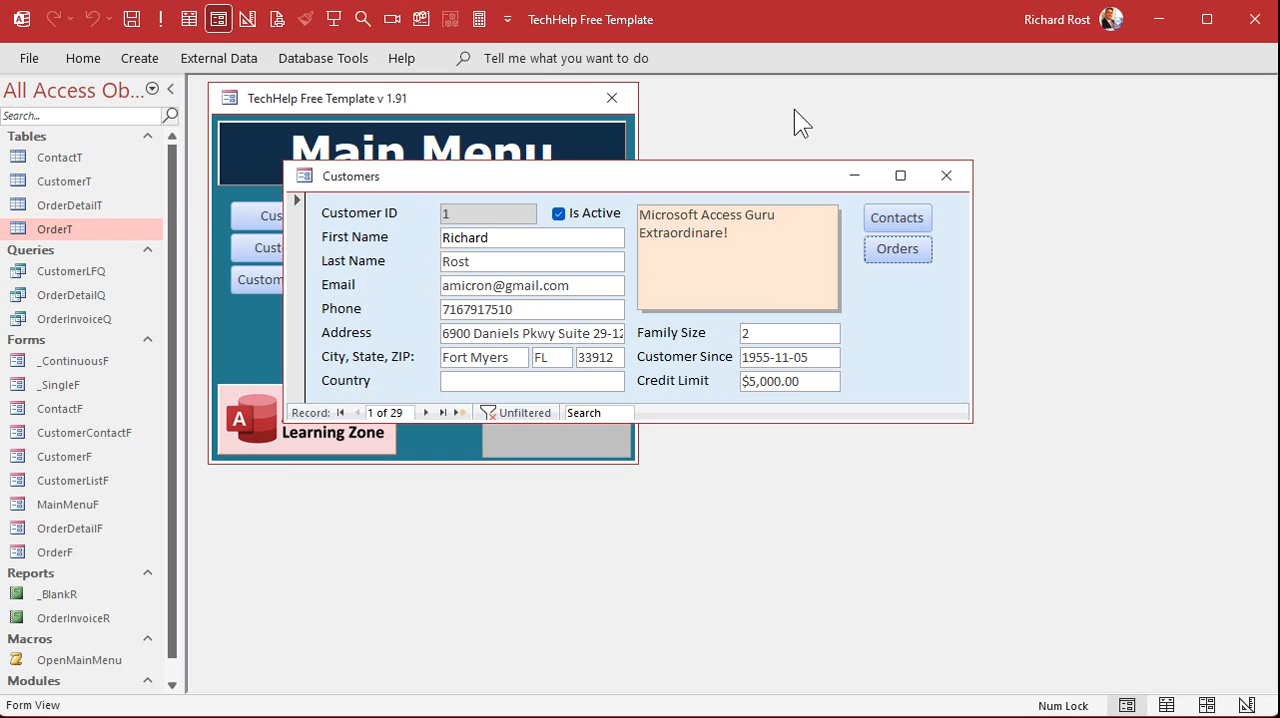 TechHelp Free Template
Richard Rost
File
Home
Create
External Data
Database Tools
Help
Tell me what you want to do
All Access Ob...
Search...
Tables
ContactT
CustomerT
OrderDetailT
OrderT
Queries
CustomerLFQ
OrderDetailQ
OrderInvoiceQ
Forms
_ContinuousF
_SingleF
ContactF
CustomerContactF
CustomerF
CustomerListF
MainMenuF
OrderDetailF
OrderF
Reports
_BlankR
OrderInvoiceR
Macros
OpenMainMenu
Modules
TechHelp Free Template v 1.91
Main Menu
Cus
Cust
Custom
A
Learning Zone
Customers
Customer ID 1
Is Active
First Name Richard
Last Name Rost
Email amicron@gmail.com
Phone 7167917510
Address 6900 Daniels Pkwy Suite 29-12
City, State, ZIP: Fort Myers FL 33912
Country
Microsoft Access Guru
Extraordinare!
Family Size 2
Customer Since 1955-11-05
Credit Limit $5,000.00
Contacts
Orders
Record: 1 of 29 Unfiltered Search
Form View
Num Lock